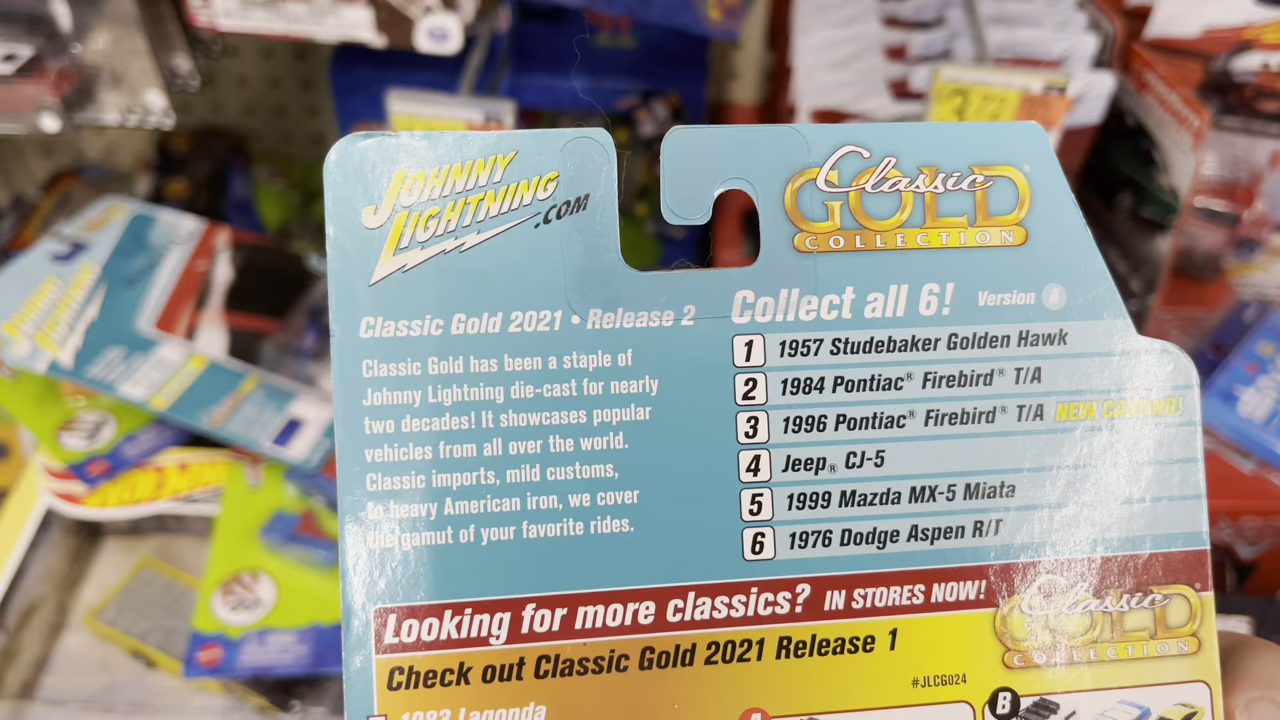 JOHNNY
LIGHTNING
.COM
Classic
GOLD®
COLLECTION
Classic Gold 2021 • Release 2
Classic Gold has been a staple of
Johnny Lightning die-cast for nearly
two decades! It showcases popular
vehicles from all over the world.
Classic imports, mild customs,
to heavy American iron, we cover
the gamut of your favorite rides.
Collect all 6! Version A
1 1957 Studebaker Golden Hawk
2 1984 Pontiac® Firebird® T/A
3 1996 Pontiac® Firebird® T/A NEW CASTING!
4 Jeep® CJ-5
5 1999 Mazda MX-5 Miata
6 1976 Dodge Aspen R/T
Looking for more classics? IN STORES NOW!
Check out Classic Gold 2021 Release 1
Classic
GOLD®
COLLECTION
#JLCG024
1983 Lagonda
A
B